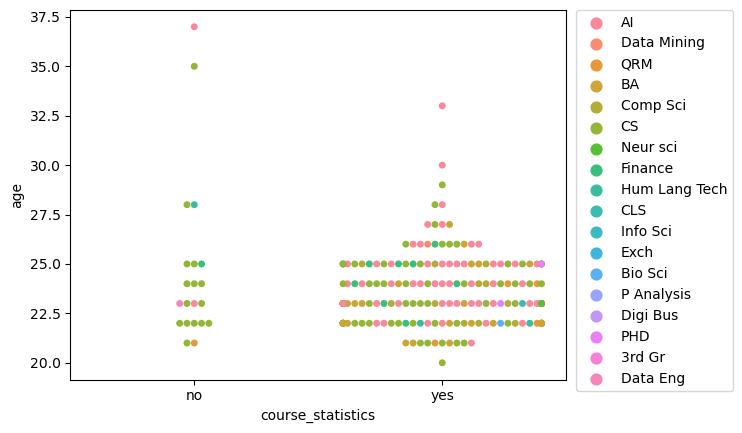 37.5
35.0
32.5
30.0
27.5
25.0
22.5
20.0
age
no
yes
course_statistics
AI
Data Mining
QRM
BA
Comp Sci
CS
Neur sci
Finance
Hum Lang Tech
CLS
Info Sci
Exch
Bio Sci
P Analysis
Digi Bus
PHD
3rd Gr
Data Eng